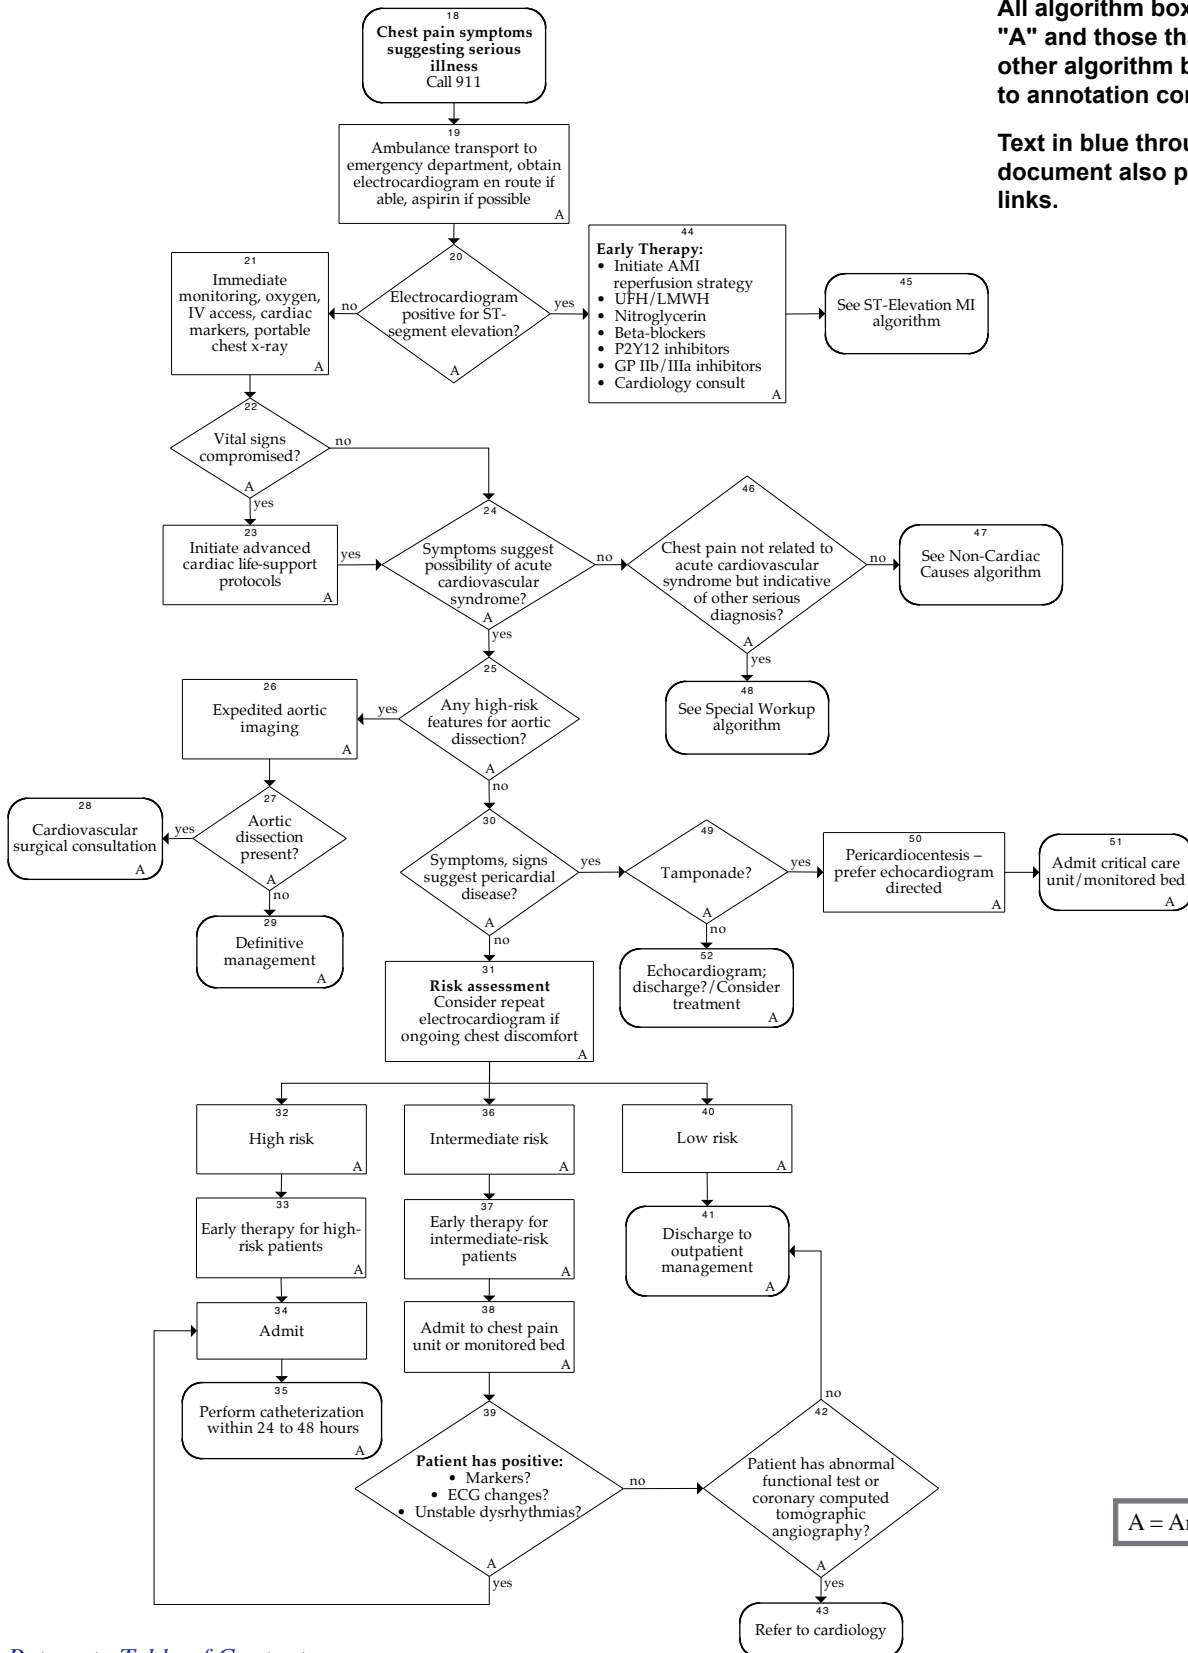 All algorithm box
"A" and those tha
other algorithm b
to annotation con
Text in blue throu
document also p
links.
18
Chest pain symptoms
suggesting serious
illness
Call 911
19
Ambulance transport to
emergency department, obtain
electrocardiogram en route if
able, aspirin if possible
A
20
Electrocardiogram
positive for ST-
segment elevation?
A
no
yes
21
Immediate
monitoring, oxygen,
IV access, cardiac
markers, portable
chest x-ray
A
44
Early Therapy:
• Initiate AMI
reperfusion strategy
• UFH/LMWH
• Nitroglycerin
• Beta-blockers
• P2Y12 inhibitors
• GP IIb/IIIa inhibitors
• Cardiology consult
A
45
See ST-Elevation MI
algorithm
22
Vital signs
compromised?
A
no
yes
23
Initiate advanced
cardiac life-support
protocols
A
yes
24
Symptoms suggest
possibility of acute
cardiovascular
syndrome?
A
no
yes
46
Chest pain not related to
acute cardiovascular
syndrome but indicative
of other serious
diagnosis?
A
no
yes
47
See Non-Cardiac
Causes algorithm
48
See Special Workup
algorithm
25
Any high-risk
features for aortic
dissection?
A
yes
no
26
Expedited aortic
imaging
A
27
Aortic
dissection
present?
A
yes
no
28
Cardiovascular
surgical consultation
A
29
Definitive
management
A
30
Symptoms, signs
suggest pericardial
disease?
A
yes
no
49
Tamponade?
A
yes
no
50
Pericardiocentesis –
prefer echocardiogram
directed
A
51
Admit critical care
unit/monitored bed
A
52
Echocardiogram;
discharge?/Consider
treatment
A
31
Risk assessment
Consider repeat
electrocardiogram if
ongoing chest discomfort
A
32
High risk
A
36
Intermediate risk
A
40
Low risk
A
33
Early therapy for high-
risk patients
A
37
Early therapy for
intermediate-risk
patients
A
41
Discharge to
outpatient
management
A
34
Admit
38
Admit to chest pain
unit or monitored bed
A
35
Perform catheterization
within 24 to 48 hours
A
39
Patient has positive:
• Markers?
• ECG changes?
• Unstable dysrhythmias?
A
no
yes
42
Patient has abnormal
functional test or
coronary computed
tomographic
angiography?
A
no
yes
43
Refer to cardiology
A = An